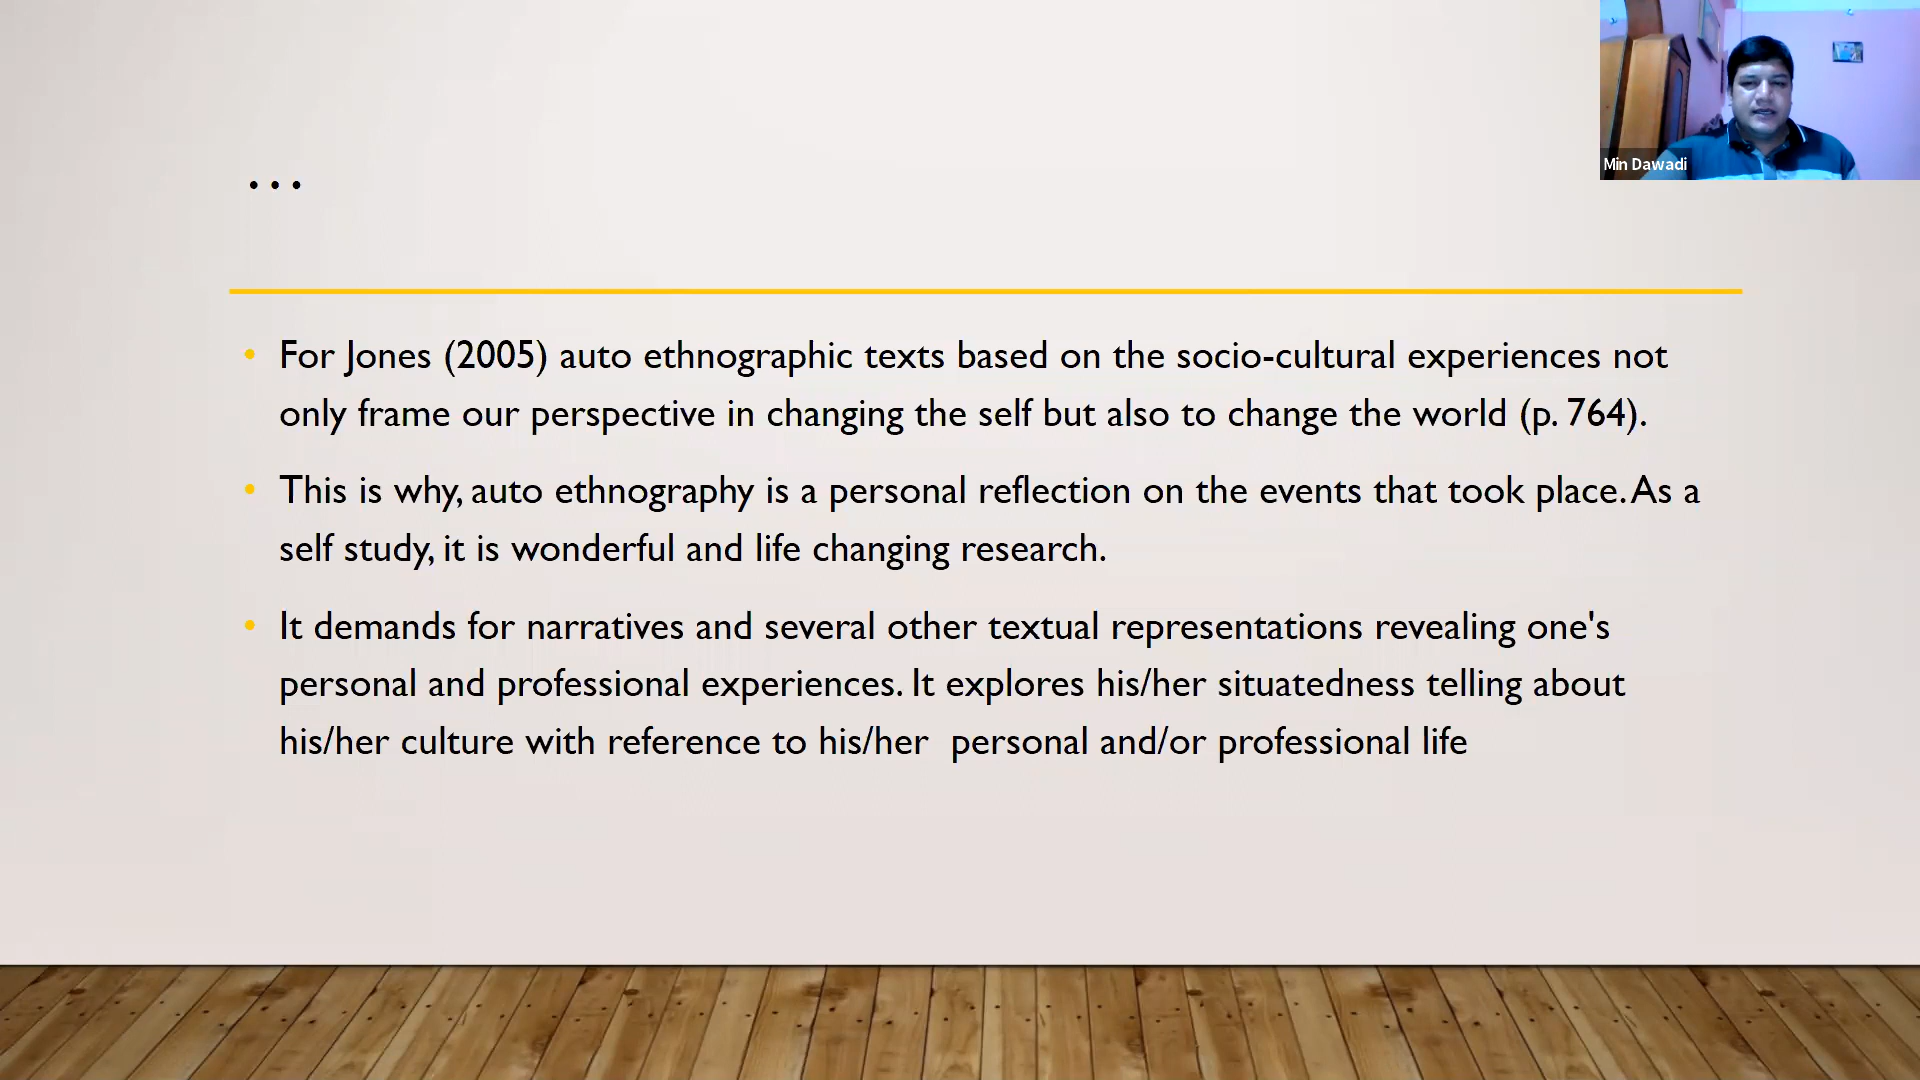 Min Dawadi
...
• For Jones (2005) auto ethnographic texts based on the socio-cultural experiences not
only frame our perspective in changing the self but also to change the world (p. 764).
• This is why, auto ethnography is a personal reflection on the events that took place. As a
self study, it is wonderful and life changing research.
• It demands for narratives and several other textual representations revealing one's
personal and professional experiences. It explores his/her situatedness telling about
his/her culture with reference to his/her  personal and/or professional life